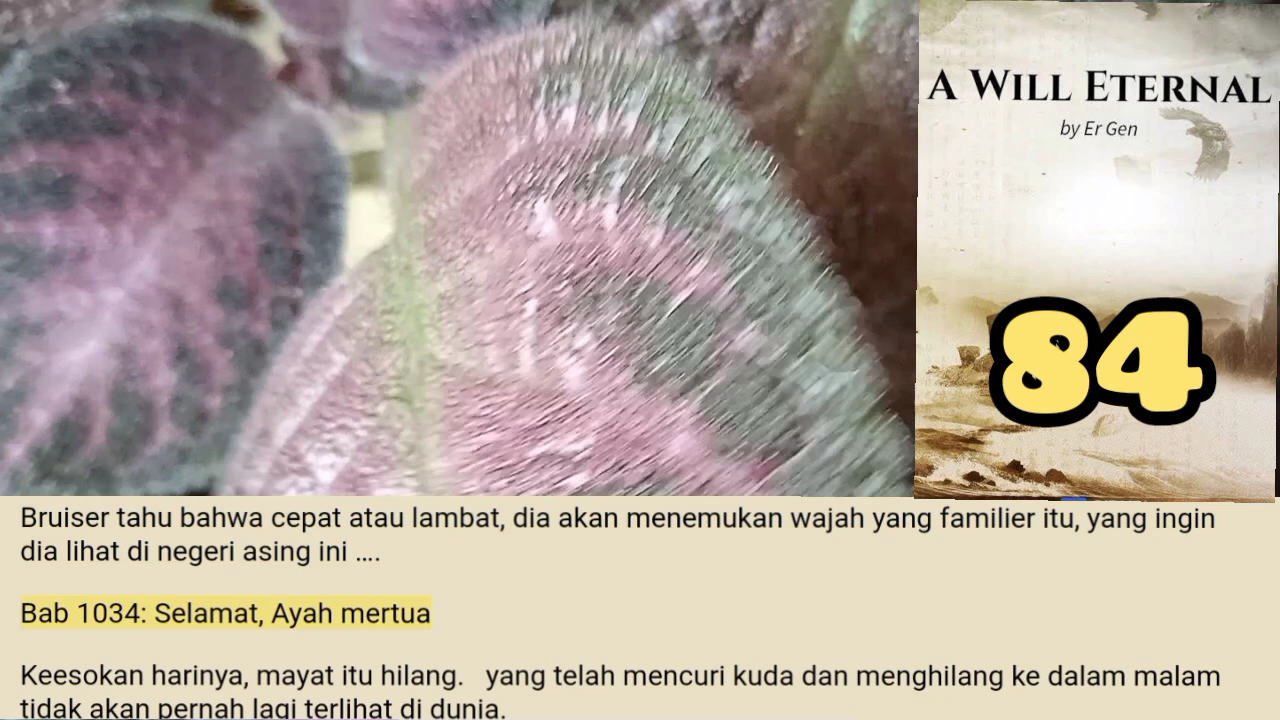 A WILL ETERNAL
by Er Gen
84
Bruiser tahu bahwa cepat atau lambat, dia akan menemukan wajah yang familier itu, yang ingin
dia lihat di negeri asing ini ....
Bab 1034: Selamat, Ayah mertua
Keesokan harinya, mayat itu hilang.   yang telah mencuri kuda dan menghilang ke dalam malam
tidak akan pernah lagi terlihat di dunia.